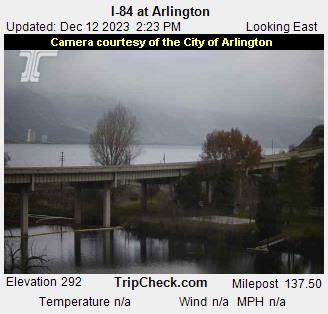 I-84 at Arlington
Updated: Dec 12 2023 2:23 PM Looking East
Camera courtesy of the City of Arlington
Elevation 292 TripCheck.com Milepost 137.50
Temperature n/a Wind n/a MPH n/a